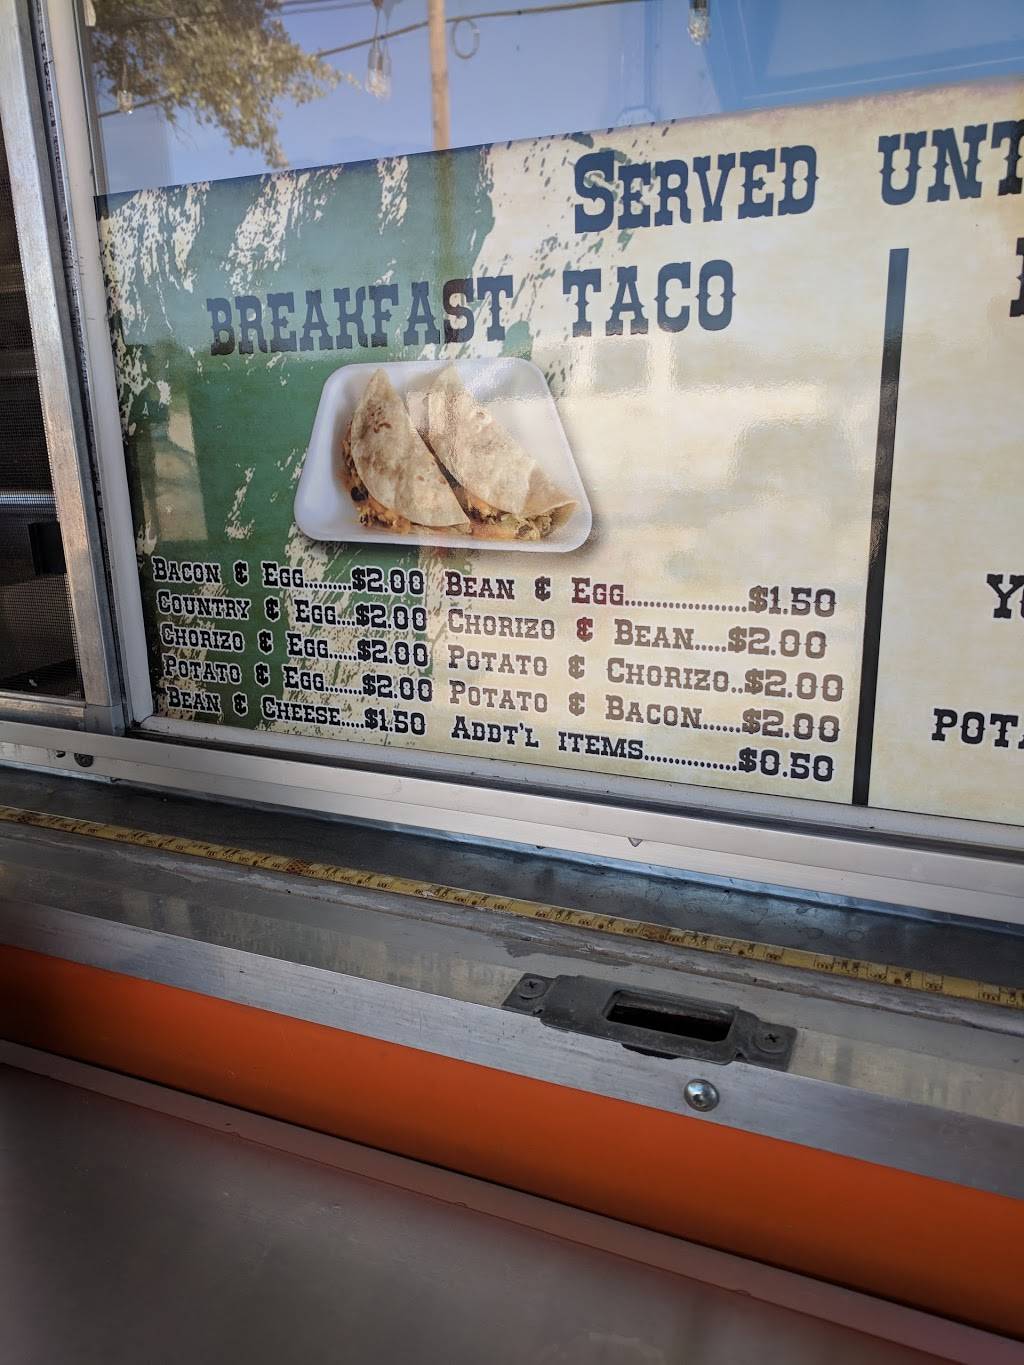 Served unt
Breakfast Taco
Bacon & Egg.........$2.00
Country & Egg....$2.00
Chorizo & Egg......$2.00
Potato & Egg........$2.00
Bean & Cheese....$1.50
Bean & Egg....................$1.50
Chorizo & Bean.....$2.00
Potato & Chorizo..$2.00
Potato & Bacon......$2.00
Addt'l items...............$0.50
Pot